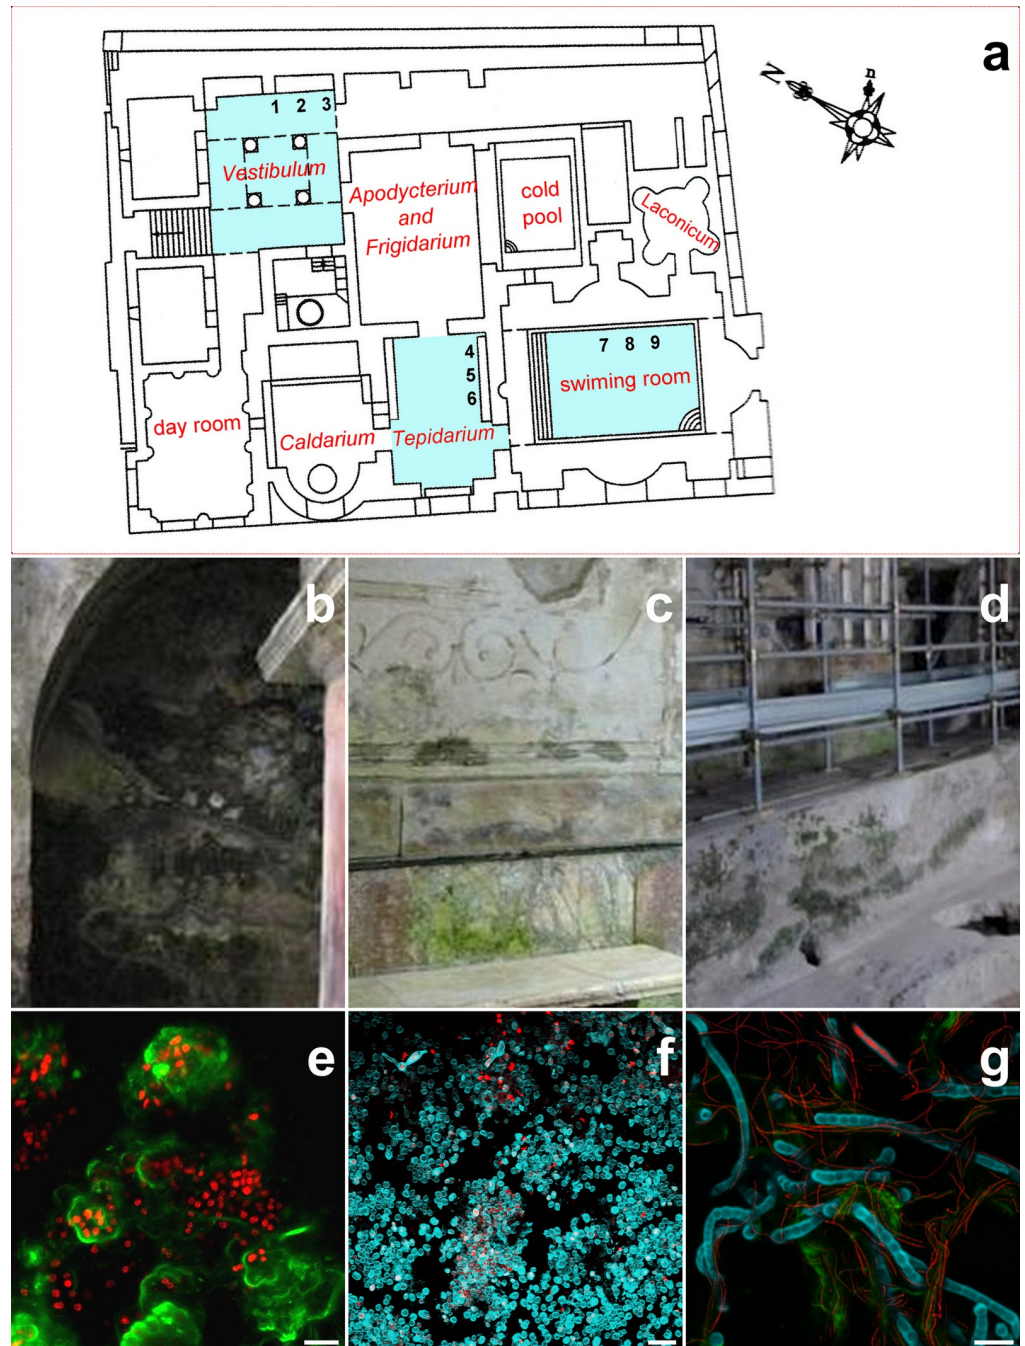 a
N
n
1 2 3
Vestibulum
Apodycterium
and
Frigidarium
cold
pool
Laconicum
4
5
6
7 8 9
swiming room
day room
Caldarium
Tepidarium
b
c
d
e
f
g